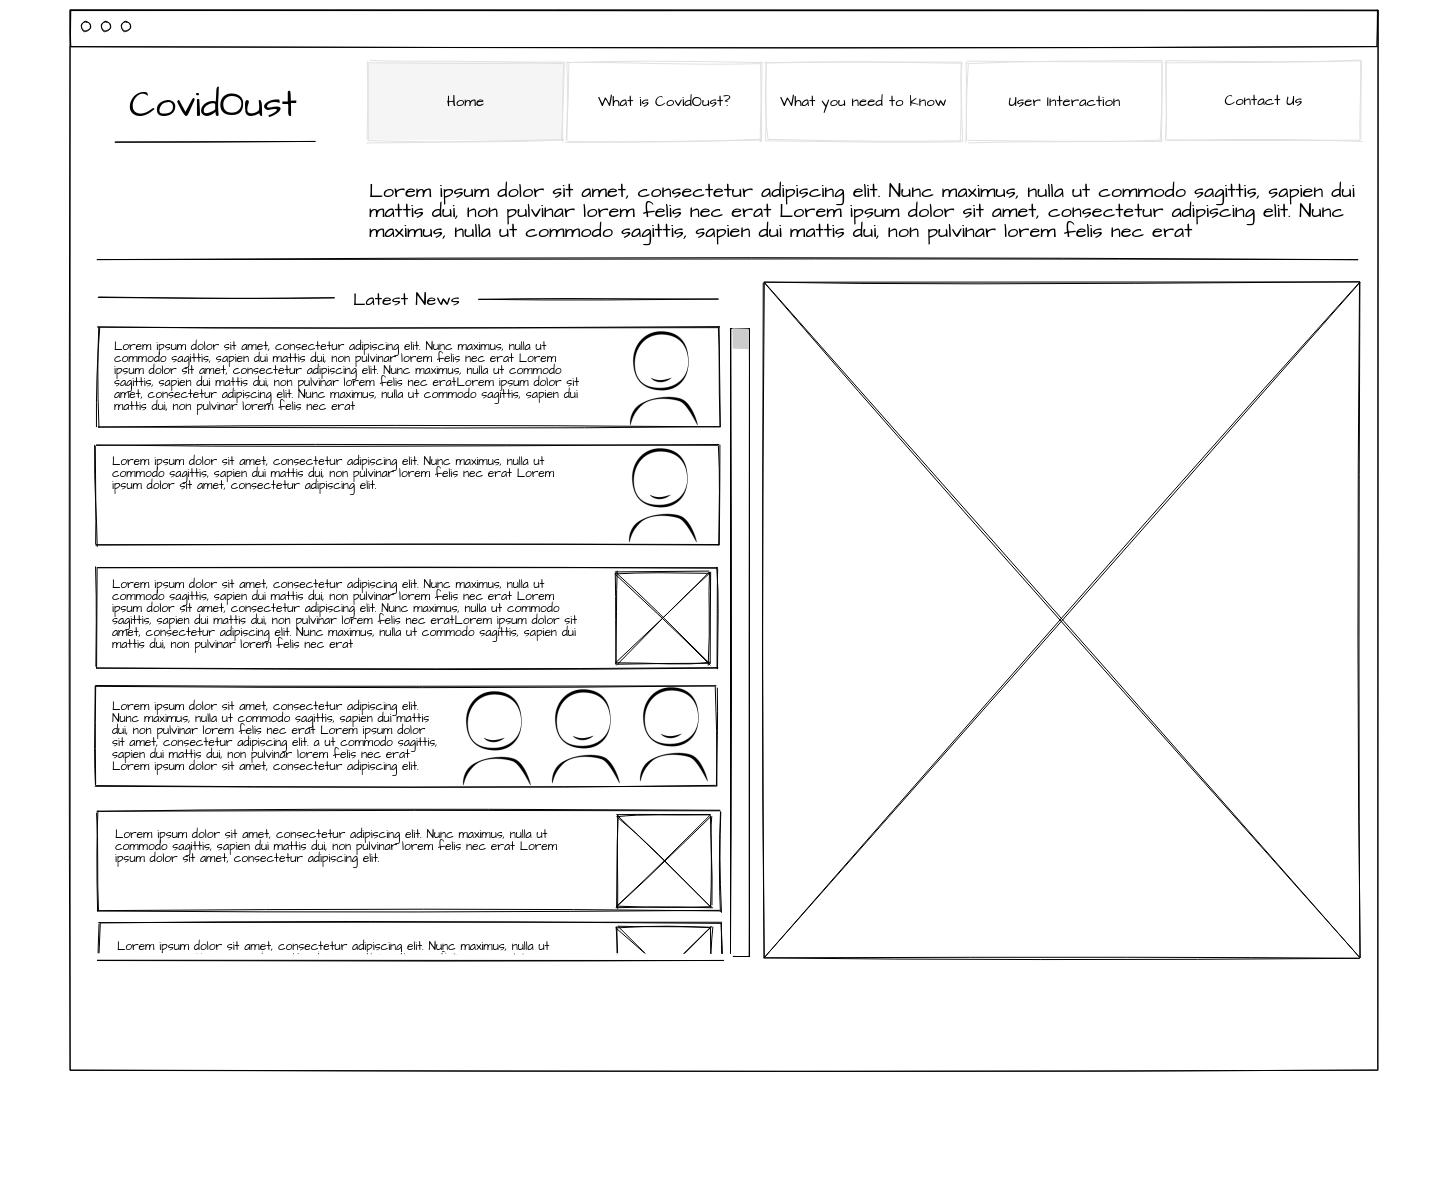 CovidOust
Home
What is CovidOust?
What you need to know
User Interaction
Contact Us
Lorem ipsum dolor sit amet, consectetur adipiscing elit. Nunc maximus, nulla ut commodo sagittis, sapien dui
mattis dui, non pulvinar lorem felis nec erat Lorem ipsum dolor sit amet, consectetur adipiscing elit. Nunc
maximus, nulla ut commodo sagittis, sapien dui mattis dui, non pulvinar lorem felis nec erat
Latest News
Lorem ipsum dolor sit amet, consectetur adipiscing elit. Nunc maximus, nulla ut
commodo sagittis, sapien dui mattis dui, non pulvinar lorem felis nec erat Lorem
ipsum dolor sit amet, consectetur adipiscing elit. Nunc maximus, nulla ut commodo
sagittis, sapien dui mattis dui, non pulvinar lorem felis nec eratLorem ipsum dolor sit
amet, consectetur adipiscing elit. Nunc maximus, nulla ut commodo sagittis, sapien dui
mattis dui, non pulvinar lorem felis nec erat
Lorem ipsum dolor sit amet, consectetur adipiscing elit. Nunc maximus, nulla ut
commodo sagittis, sapien dui mattis dui, non pulvinar lorem felis nec erat Lorem
ipsum dolor sit amet, consectetur adipiscing elit.
Lorem ipsum dolor sit amet, consectetur adipiscing elit. Nunc maximus, nulla ut
commodo sagittis, sapien dui mattis dui, non pulvinar lorem felis nec erat Lorem
ipsum dolor sit amet, consectetur adipiscing elit. Nunc maximus, nulla ut commodo
sagittis, sapien dui mattis dui, non pulvinar lorem felis nec eratLorem ipsum dolor sit
amet, consectetur adipiscing elit. Nunc maximus, nulla ut commodo sagittis, sapien dui
mattis dui, non pulvinar lorem felis nec erat
Lorem ipsum dolor sit amet, consectetur adipiscing elit.
Nunc maximus, nulla ut commodo sagittis, sapien dui mattis
dui, non pulvinar lorem felis nec erat Lorem ipsum dolor
sit amet, consectetur adipiscing elit. a ut commodo sagittis,
sapien dui mattis dui, non pulvinar lorem felis nec erat
Lorem ipsum dolor sit amet, consectetur adipiscing elit.
Lorem ipsum dolor sit amet, consectetur adipiscing elit. Nunc maximus, nulla ut
commodo sagittis, sapien dui mattis dui, non pulvinar lorem felis nec erat Lorem
ipsum dolor sit amet, consectetur adipiscing elit.
Lorem ipsum dolor sit amet, consectetur adipiscing elit. Nunc maximus, nulla ut